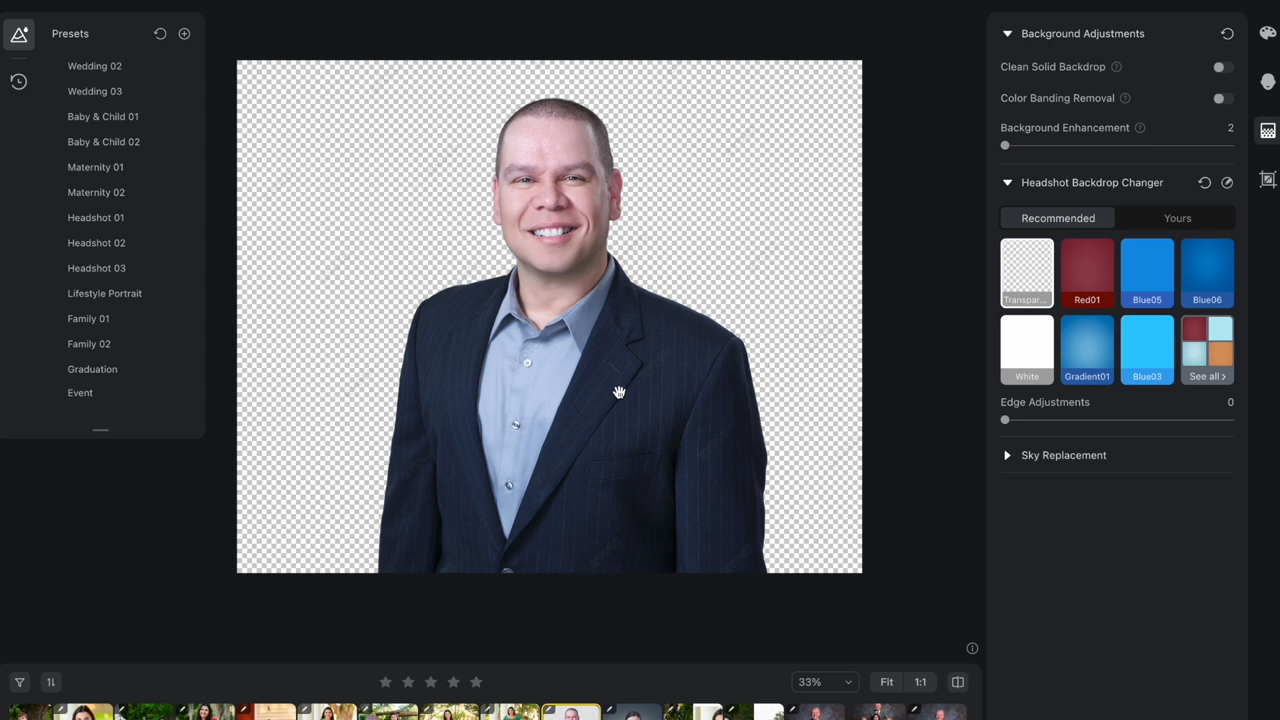 Presets
Wedding 02
Wedding 03
Baby & Child 01
Baby & Child 02
Maternity 01
Maternity 02
Headshot 01
Headshot 02
Headshot 03
Lifestyle Portrait
Family 01
Family 02
Graduation
Event
33%
Fit
1:1
Background Adjustments
Clean Solid Backdrop ?
Color Banding Removal ?
Background Enhancement ? 2
Headshot Backdrop Changer
Recommended Yours
Transpar... Red01 Blue05 Blue06
White Gradient01 Blue03 See all >
Edge Adjustments 0
Sky Replacement